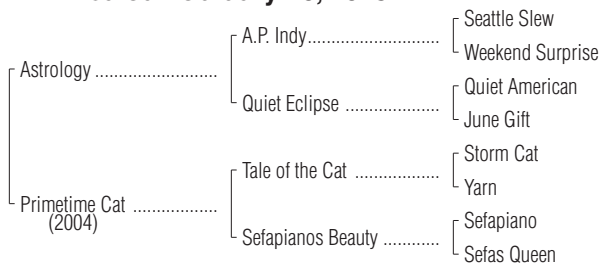 Astrology ..........................
Primetime Cat ..................
(2004)
A.P. Indy............................
Quiet Eclipse ....................
Tale of the Cat ..................
Sefapianos Beauty ............
Seattle Slew
Weekend Surprise
Quiet American
June Gift
Storm Cat
Yarn
Sefapiano
Sefas Queen